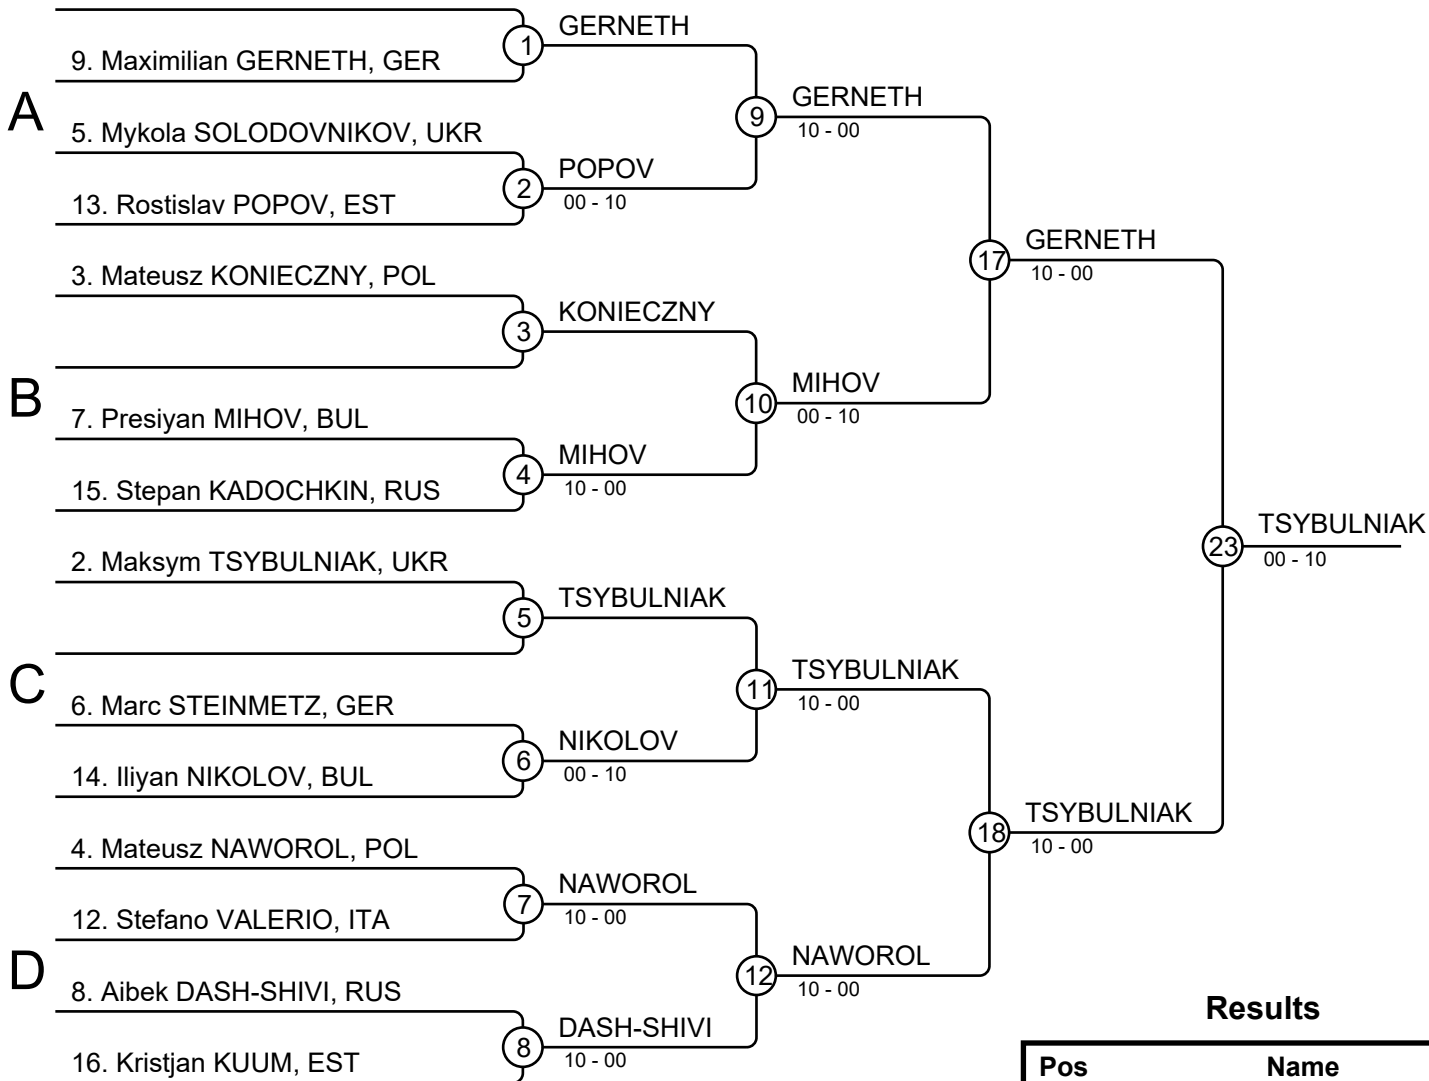 GERNETH
1
9. Maximilian GERNETH, GER
A
GERNETH
9
10 - 00
5. Mykola SOLODOVNIKOV, UKR
POPOV
2
00 - 10
13. Rostislav POPOV, EST
GERNETH
17
10 - 00
3. Mateusz KONIECZNY, POL
KONIECZNY
3
B
MIHOV
10
00 - 10
7. Presiyan MIHOV, BUL
MIHOV
4
10 - 00
15. Stepan KADOCHKIN, RUS
TSYBULNIAK
23
00 - 10
2. Maksym TSYBULNIAK, UKR
TSYBULNIAK
5
C
TSYBULNIAK
11
10 - 00
6. Marc STEINMETZ, GER
NIKOLOV
6
00 - 10
14. Iliyan NIKOLOV, BUL
TSYBULNIAK
18
10 - 00
4. Mateusz NAWOROL, POL
NAWOROL
7
10 - 00
12. Stefano VALERIO, ITA
D
NAWOROL
12
10 - 00
8. Aibek DASH-SHIVI, RUS
DASH-SHIVI
8
10 - 00
16. Kristjan KUUM, EST
Results
Pos Name